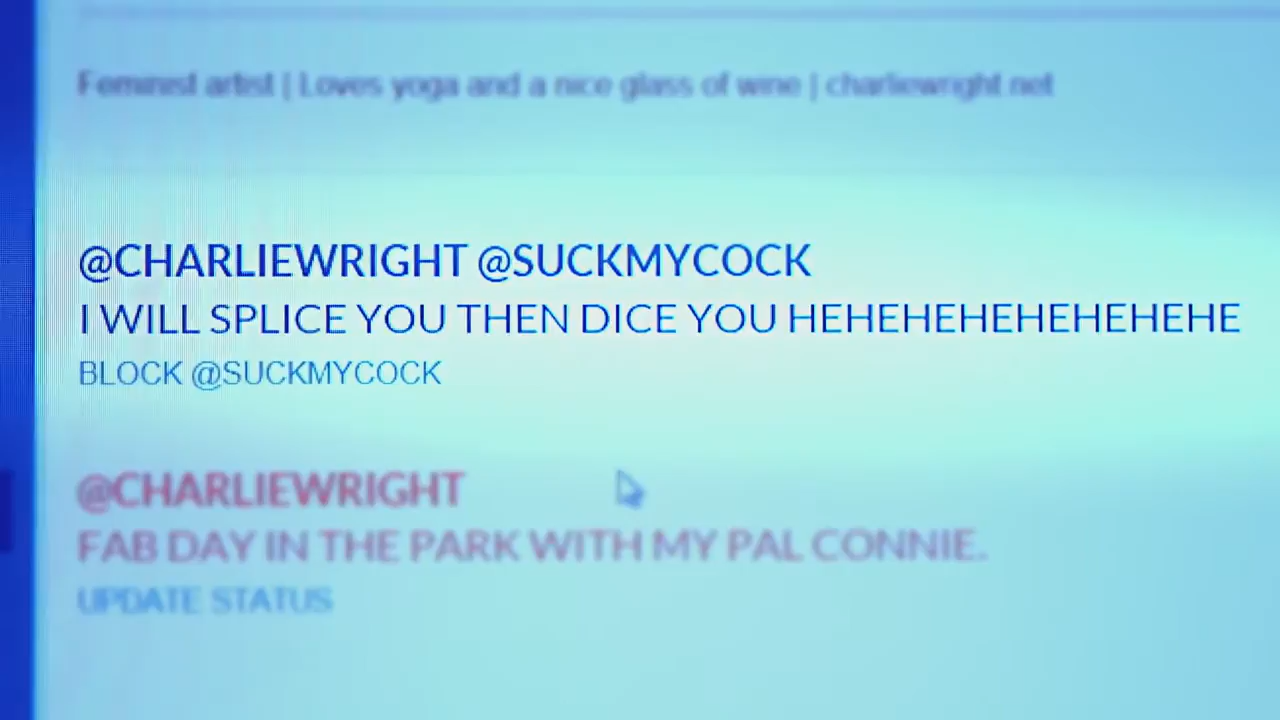 Feminist artist | Loves yoga and a nice glass of wine | charliewright.net
@CHARLIEWRIGHT @SUCKMYCOCK
I WILL SPLICE YOU THEN DICE YOU HEHEHEHEHEHEHEHE
BLOCK @SUCKMYCOCK
@CHARLIEWRIGHT
FAB DAY IN THE PARK WITH MY PAL CONNIE.
UPDATE STATUS